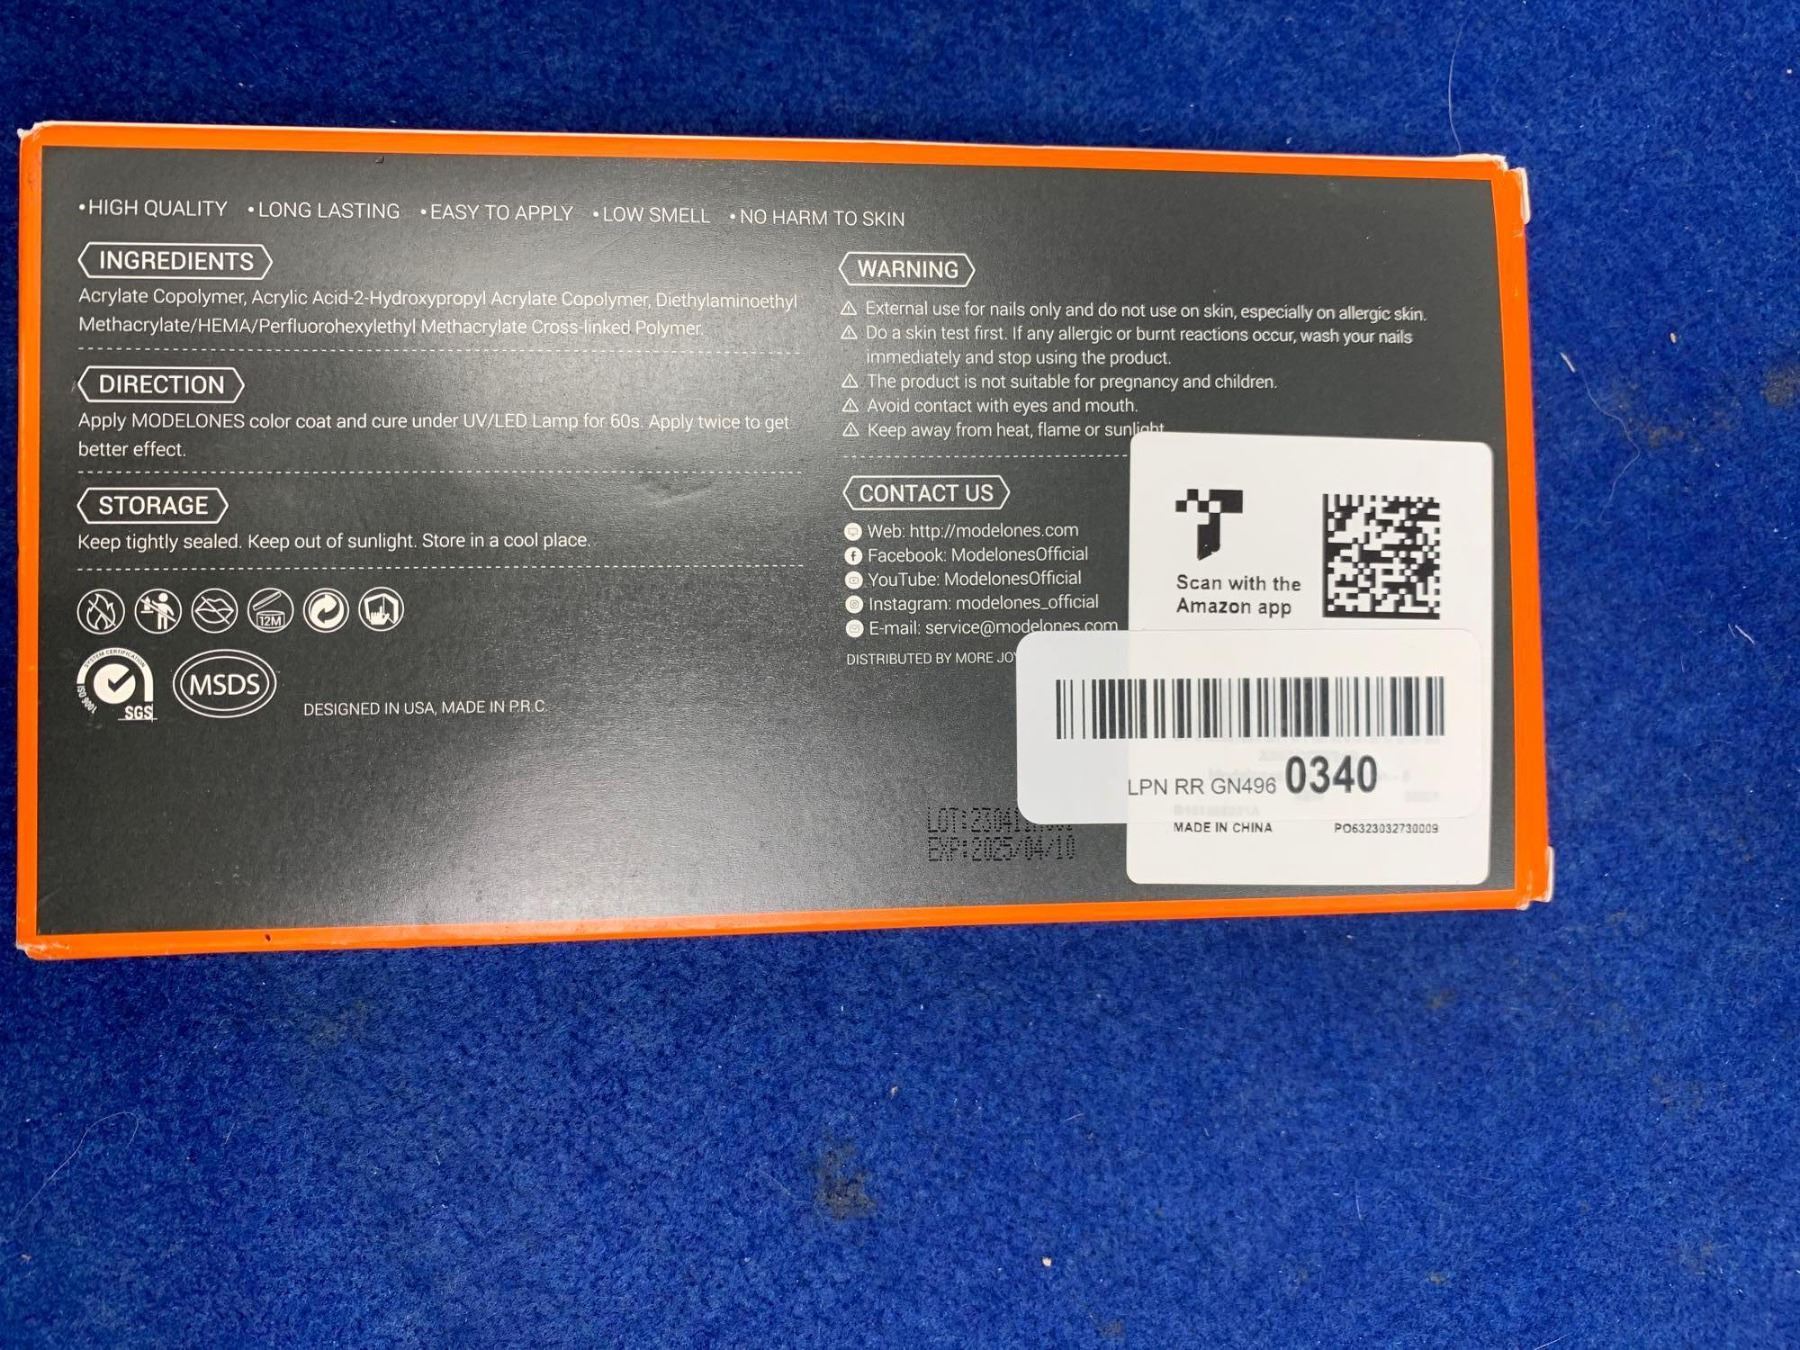 •HIGH QUALITY •LONG LASTING •EASY TO APPLY •LOW SMELL •NO HARM TO SKIN
INGREDIENTS
Acrylate Copolymer, Acrylic Acid-2-Hydroxypropyl Acrylate Copolymer, Diethylaminoethyl
Methacrylate/HEMA/Perfluorohexylethyl Methacrylate Cross-linked Polymer.
DIRECTION
Apply MODELONES color coat and cure under UV/LED Lamp for 60s. Apply twice to get
better effect.
STORAGE
Keep tightly sealed. Keep out of sunlight. Store in a cool place.
12M
SYSTEM CERTIFICATION
ISO 9001
SGS
MSDS
DESIGNED IN USA, MADE IN P.R.C.
WARNING
External use for nails only and do not use on skin, especially on allergic skin.
Do a skin test first. If any allergic or burnt reactions occur, wash your nails
immediately and stop using the product.
The product is not suitable for pregnancy and children.
Avoid contact with eyes and mouth.
Keep away from heat, flame or sunlight
CONTACT US
Web: http://modelones.com
Facebook: ModelonesOfficial
YouTube: ModelonesOfficial
Instagram: modelones_official
E-mail: service@modelones.com
DISTRIBUTED BY MORE JO
Scan with the
Amazon app
LPN RR GN496 0340
MADE IN CHINA PO6323032730009
EXP:2025/04/10